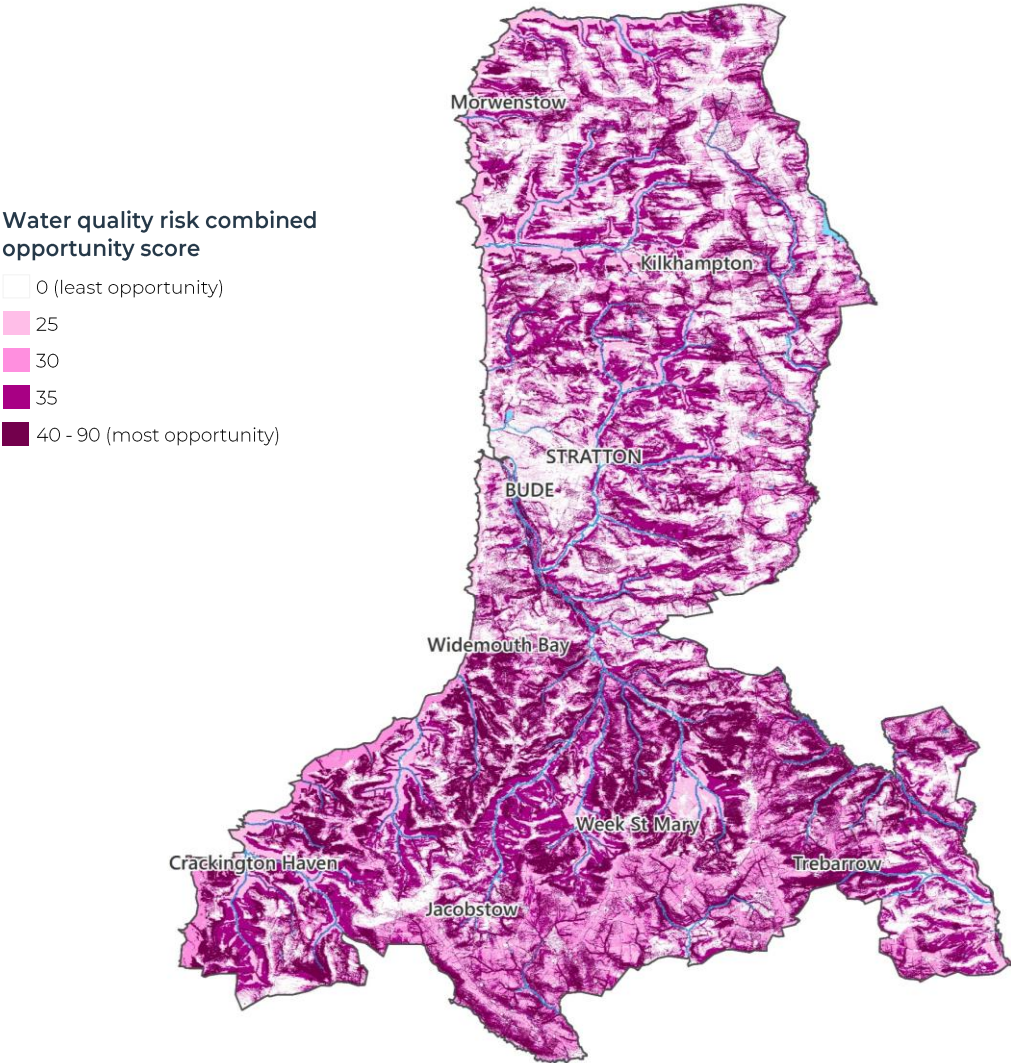 Water quality risk combined
opportunity score
0 (least opportunity)
25
30
35
40 - 90 (most opportunity)
Morwenstow
Kilkhampton
STRATTON
BUDE
Widemouth Bay
Week St Mary
Crackington Haven
Trebarrow
Jacobstow